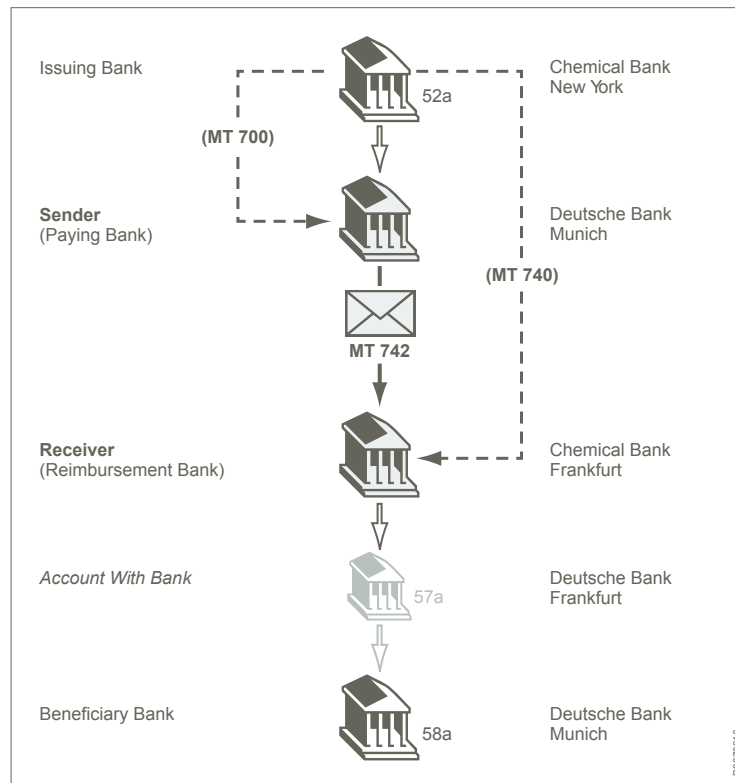 Issuing Bank
52a
Chemical Bank
New York
(MT 700)
Sender
(Paying Bank)
Deutsche Bank
Munich
(MT 740)
MT 742
Receiver
(Reimbursement Bank)
Chemical Bank
Frankfurt
Account With Bank
57a
Deutsche Bank
Frankfurt
Beneficiary Bank
58a
Deutsche Bank
Munich